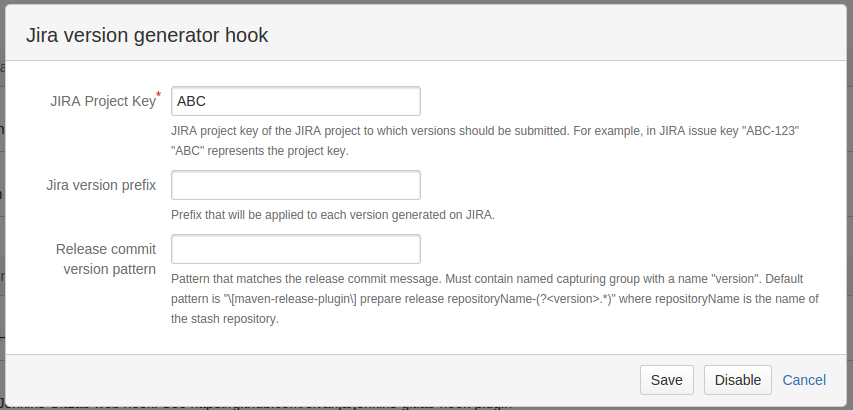 Jira version generator hook
JIRA Project Key*
ABC
JIRA project key of the JIRA project to which versions should be submitted. For example, in JIRA issue key "ABC-123"
"ABC" represents the project key.
Jira version prefix
Prefix that will be applied to each version generated on JIRA.
Release commit
version pattern
Pattern that matches the release commit message. Must contain named capturing group with a name "version". Default
pattern is "\[maven-release-plugin\] prepare release repositoryName-(?<version>.*)" where repositoryName is the name of
the stash repository.
Save
Disable
Cancel